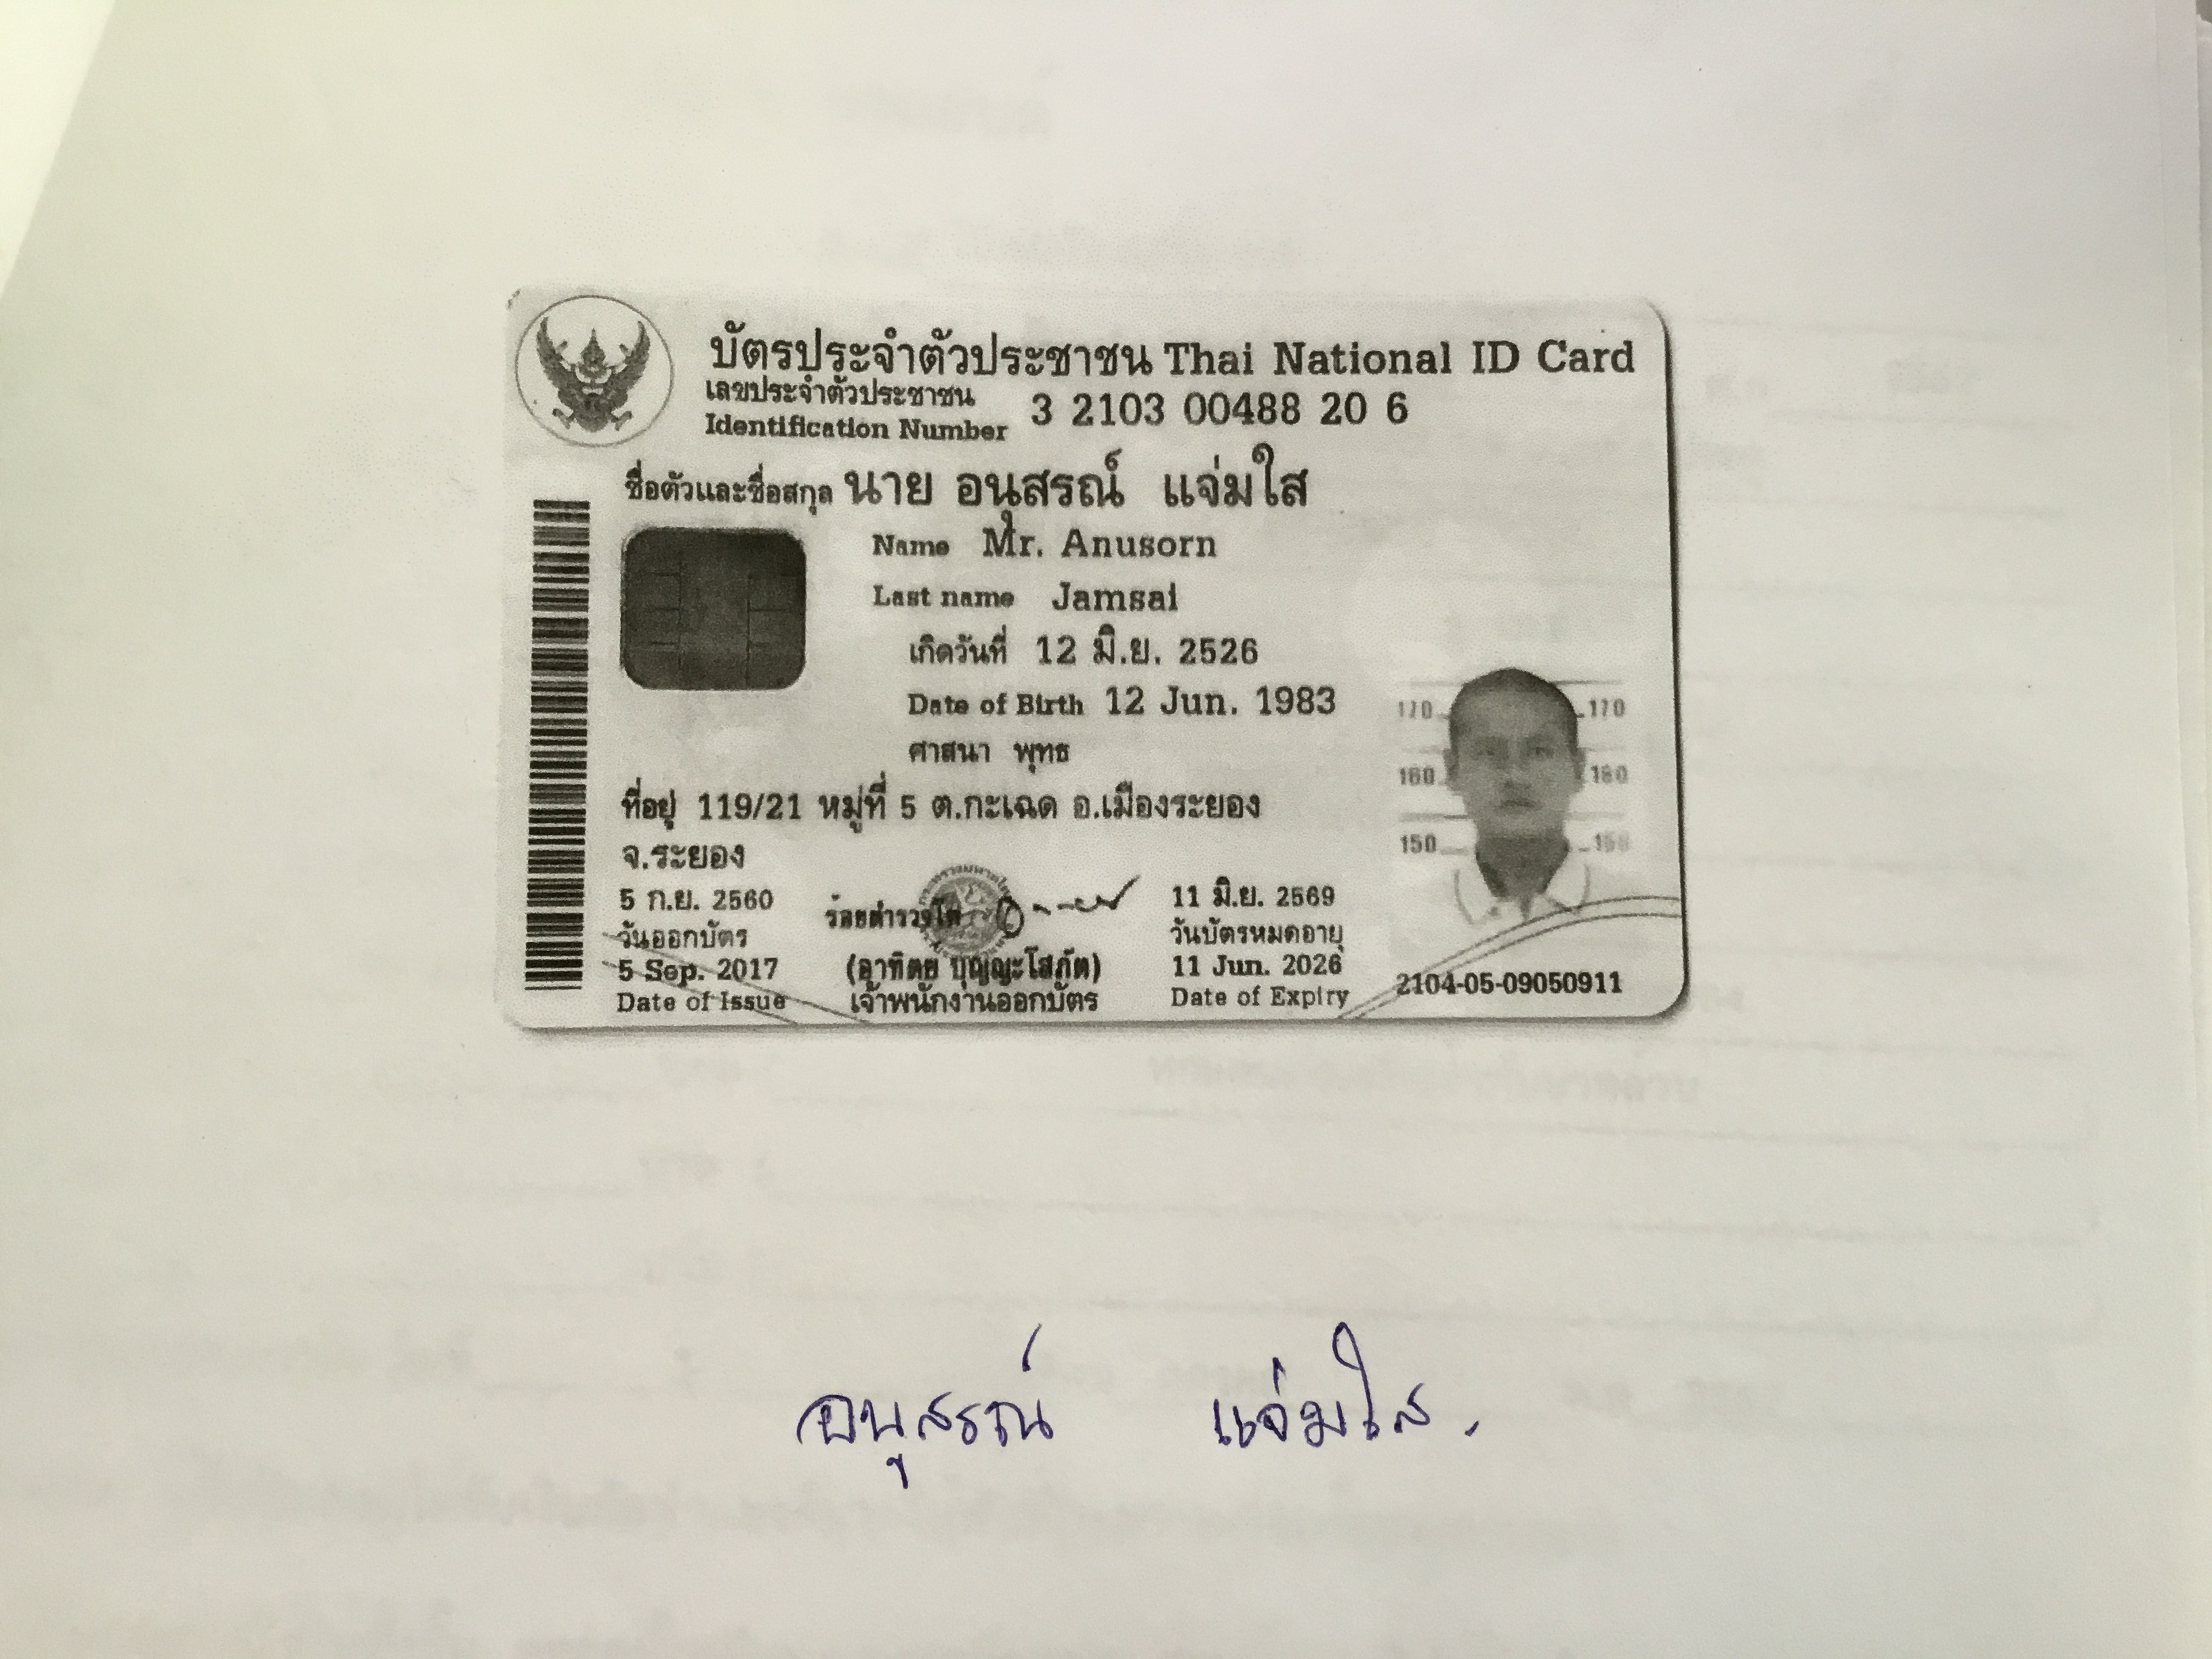 บัตรประจำตัวประชาชน Thai National ID Card
เลขประจำตัวประชาชน
Identification Number 3 2103 00488 20 6
ชื่อตัวและชื่อสกุล นาย อนุสรณ์ แจ่มใส
Name Mr. Anusorn
Last name Jamsai
เกิดวันที่ 12 มิ.ย. 2526
Date of Birth 12 Jun. 1983
ศาสนา พุทธ
170 170
160 160
150 150
ที่อยู่ 119/21 หมู่ที่ 5 ต.กะเฉด อ.เมืองระยอง
จ.ระยอง
5 ก.ย. 2560
วันออกบัตร
5 Sep. 2017
Date of Issue
ร้อยตำรวจโท
(อาทิตย บุญญะโสภัต)
เจ้าพนักงานออกบัตร
11 มิ.ย. 2569
วันบัตรหมดอายุ
11 Jun. 2026
Date of Expiry
2104-05-09050911
อนุสรณ์ แจ่มใส.